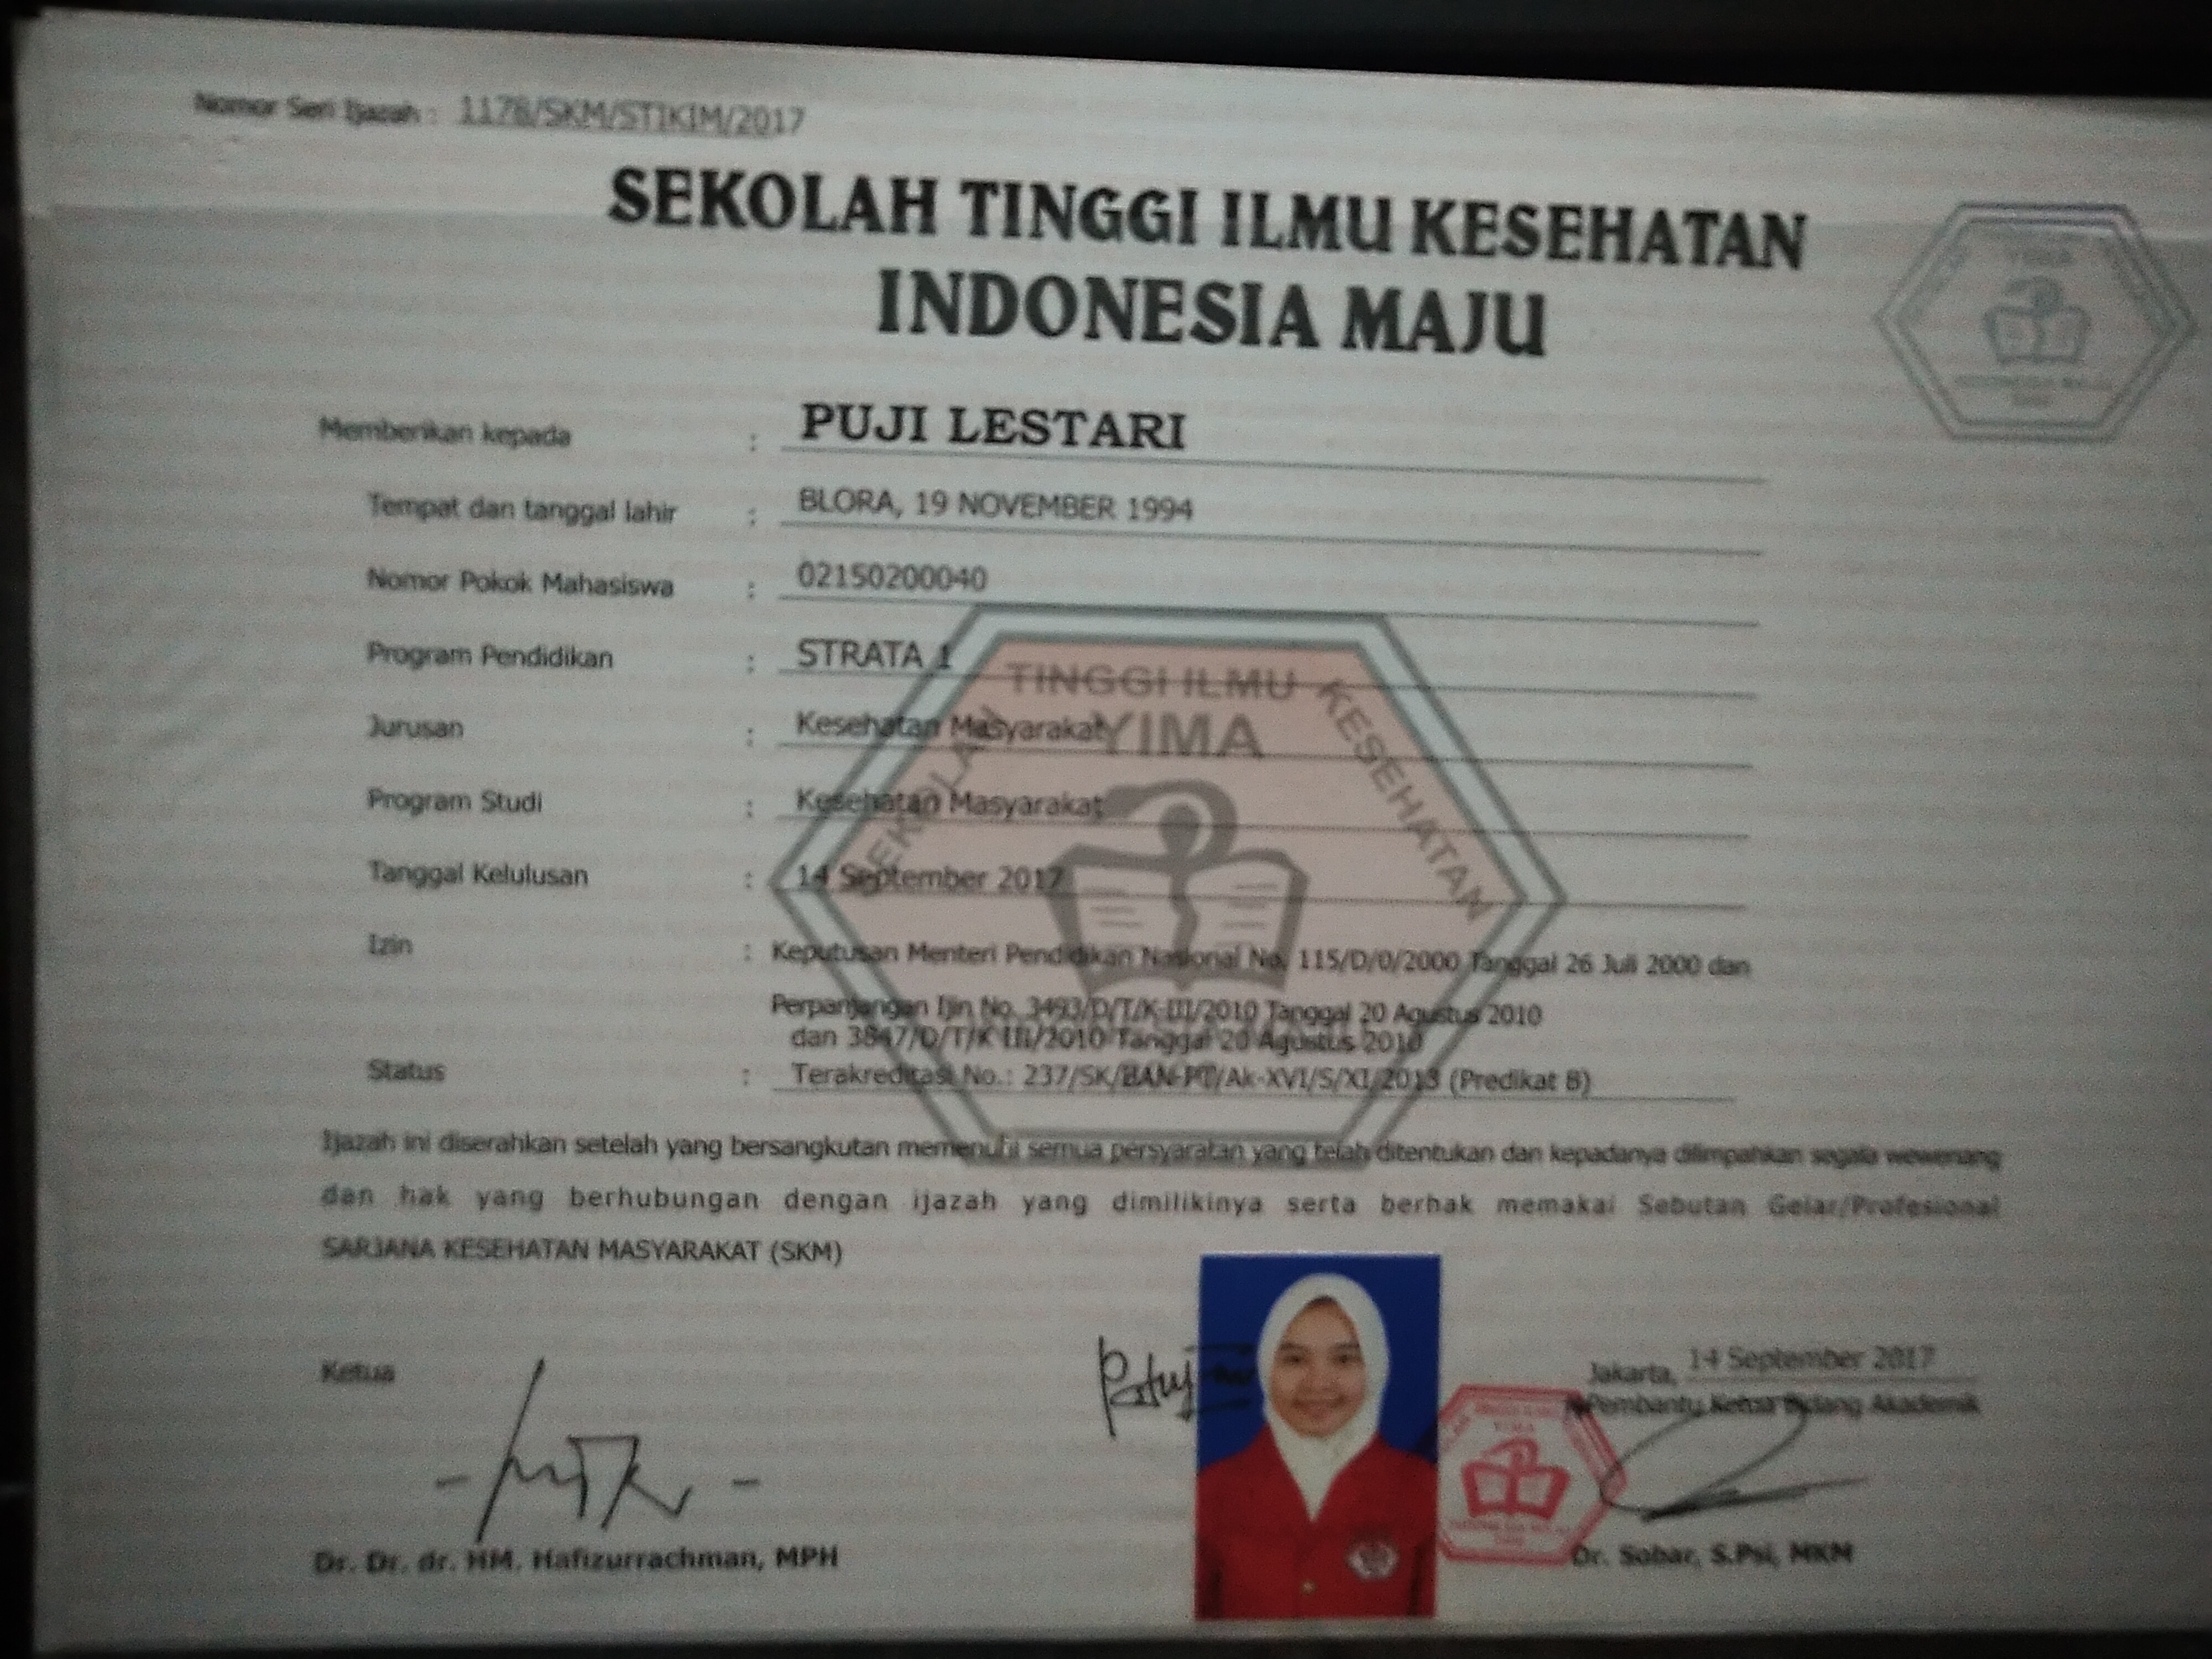 Nomor Seri Ijazah : 1178/SKM/STIKIM/2017
SEKOLAH TINGGI ILMU KESEHATAN
INDONESIA MAJU
Memberikan kepada : PUJI LESTARI
Tempat dan tanggal lahir : BLORA, 19 NOVEMBER 1994
Nomor Pokok Mahasiswa : 02150200040
Program Pendidikan : STRATA 1
Jurusan : Kesehatan Masyarakat
Program Studi : Kesehatan Masyarakat
Tanggal Kelulusan : 14 September 2017
Izin : Keputusan Menteri Pendidikan Nasional No. 115/D/0/2000 Tanggal 26 Juli 2000 dan
Perpanjangan Ijin No. 3493/D/T/K-III/2010 Tanggal 20 Agustus 2010
dan 3847/D/T/K-III/2010 Tanggal 20 Agustus 2010
Status : Terakreditasi No.: 237/SK/BAN-PT/Ak-XVI/S/XI/2013 (Predikat B)
SEKOLAH TINGGI ILMU KESEHATAN
YIMA
Ijazah ini diserahkan setelah yang bersangkutan memenuhi semua persyaratan yang telah ditentukan dan kepadanya dilimpahkan segala wewenang
dan hak yang berhubungan dengan ijazah yang dimilikinya serta berhak memakai Sebutan Gelar/Profesional
SARJANA KESEHATAN MASYARAKAT (SKM)
Ketua
Jakarta, 14 September 2017
Pembantu Ketua Bidang Akademik
YIMA
Dr. Dr. dr. HM. Hafizurrachman, MPH
Dr. Sobar, S.Psi, MKM